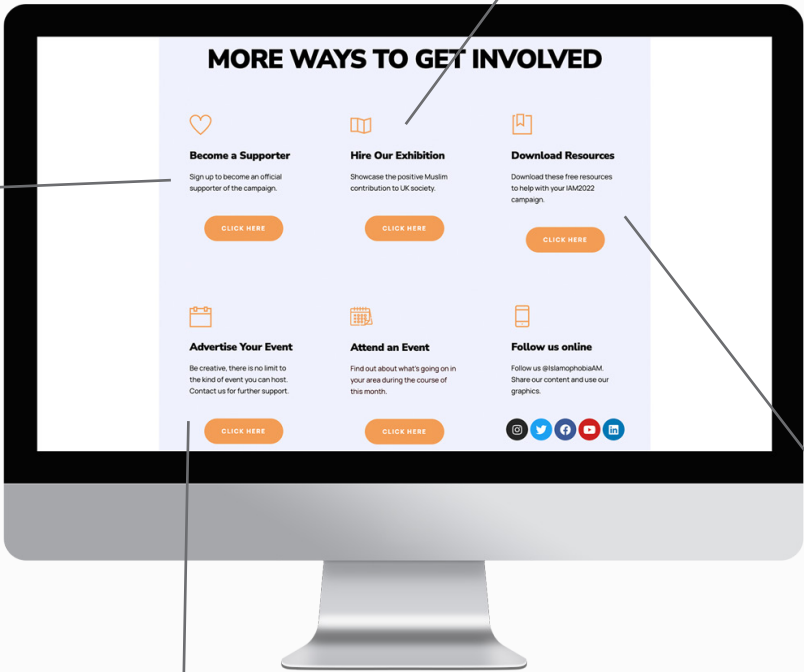 MORE WAYS TO GET INVOLVED
Become a Supporter
Sign up to become an official
supporter of the campaign.
CLICK HERE
Hire Our Exhibition
Showcase the positive Muslim
contribution to UK society.
CLICK HERE
Download Resources
Download these free resources
to help with your IAM2022
campaign.
CLICK HERE
Advertise Your Event
Be creative, there is no limit to
the kind of event you can host.
Contact us for further support.
CLICK HERE
Attend an Event
Find out about what's going on in
your area during the course of
this month.
CLICK HERE
Follow us online
Follow us @IslamophobiaAM.
Share our content and use our
graphics.